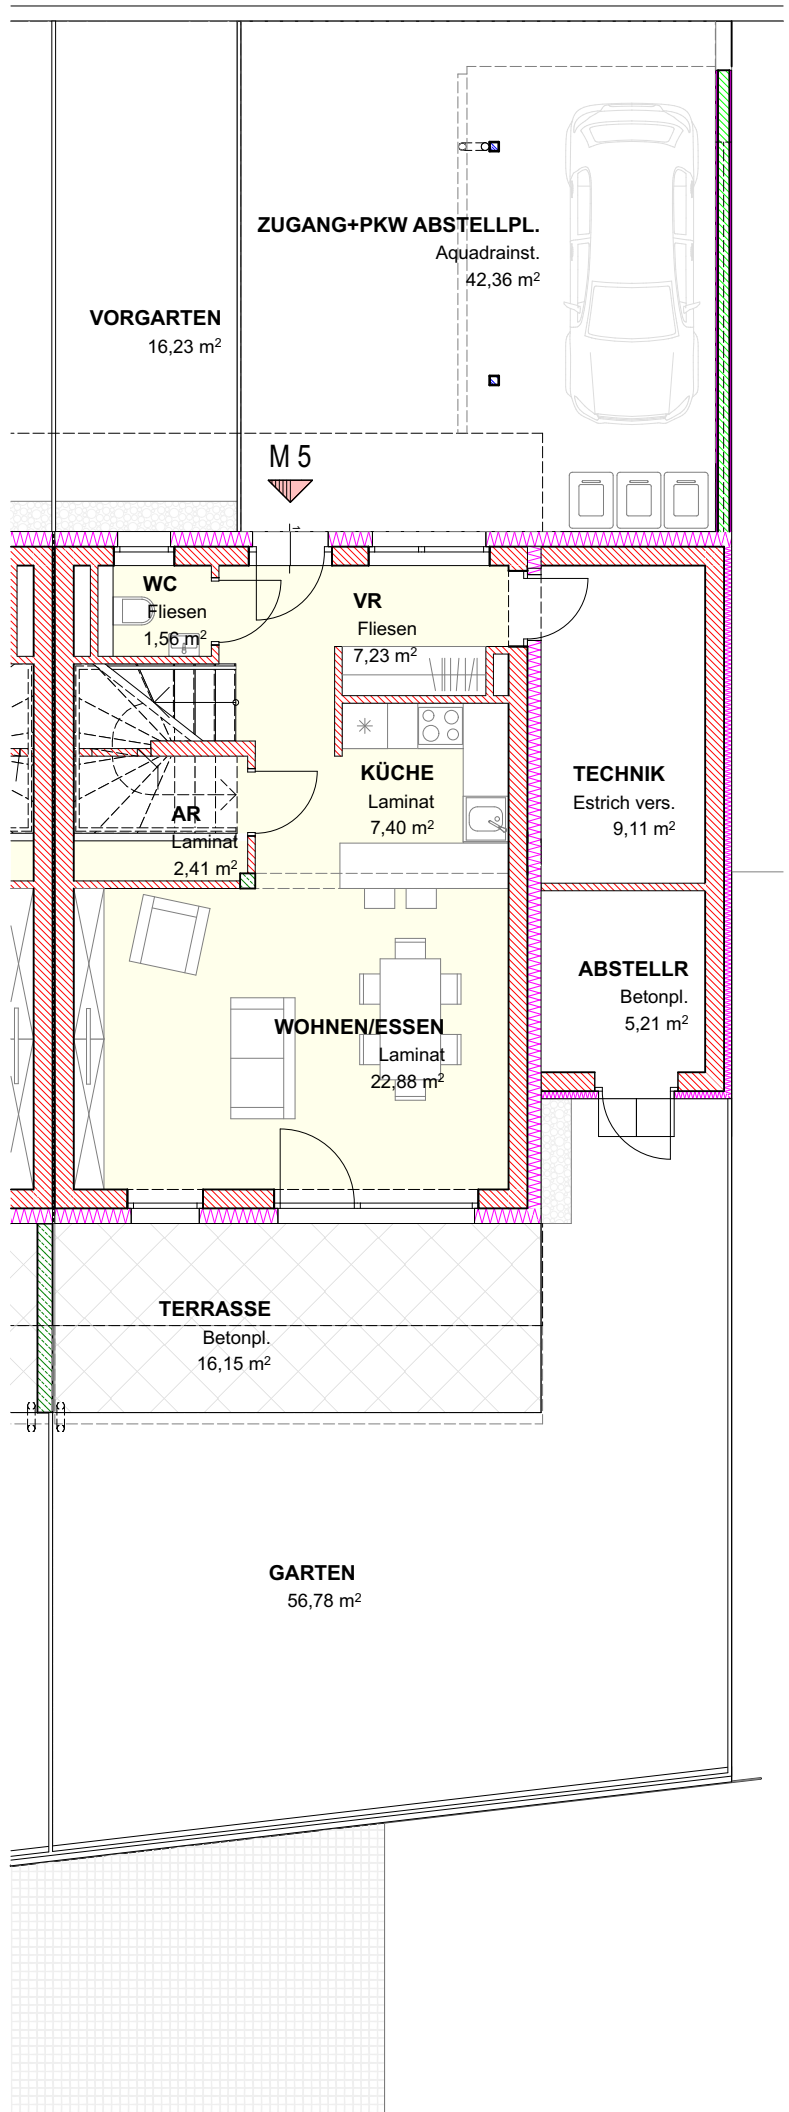 ZUGANG+PKW ABSTELLPL.
Aquadrainst.
42,36 m²
VORGARTEN
16,23 m²
M 5
WC
Fliesen
1,56 m²
VR
Fliesen
7,23 m²
KÜCHE
Laminat
7,40 m²
TECHNIK
Estrich vers.
9,11 m²
AR
Laminat
2,41 m²
ABSTELLR
Betonpl.
5,21 m²
WOHNEN/ESSEN
Laminat
22,88 m²
TERRASSE
Betonpl.
16,15 m²
GARTEN
56,78 m²